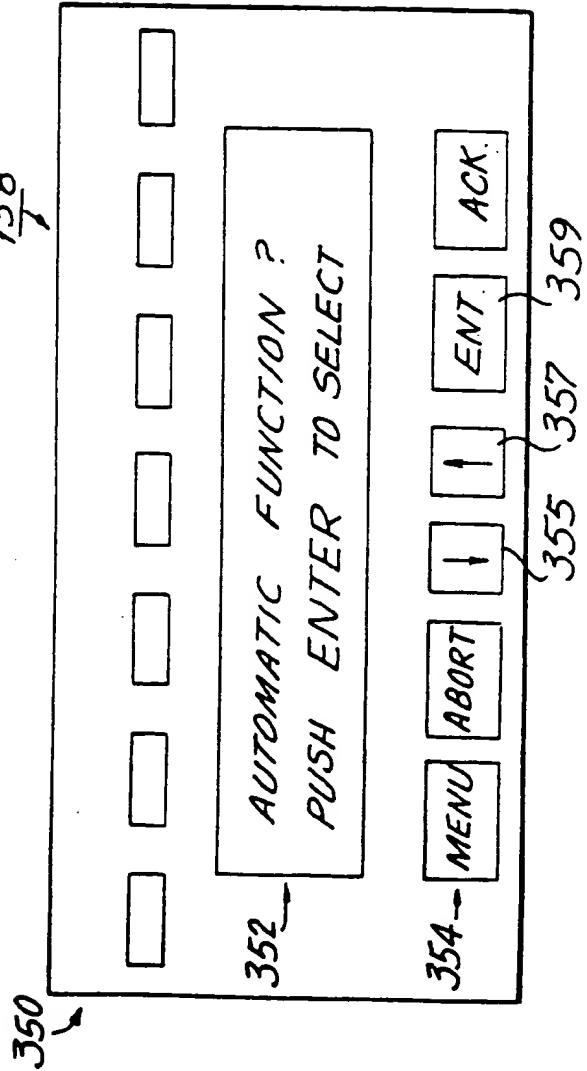 350
352
AUTOMATIC FUNCTION ?
PUSH ENTER TO SELECT
354
MENU
ABORT
↓
↑
ENT.
ACK.
355
357
359